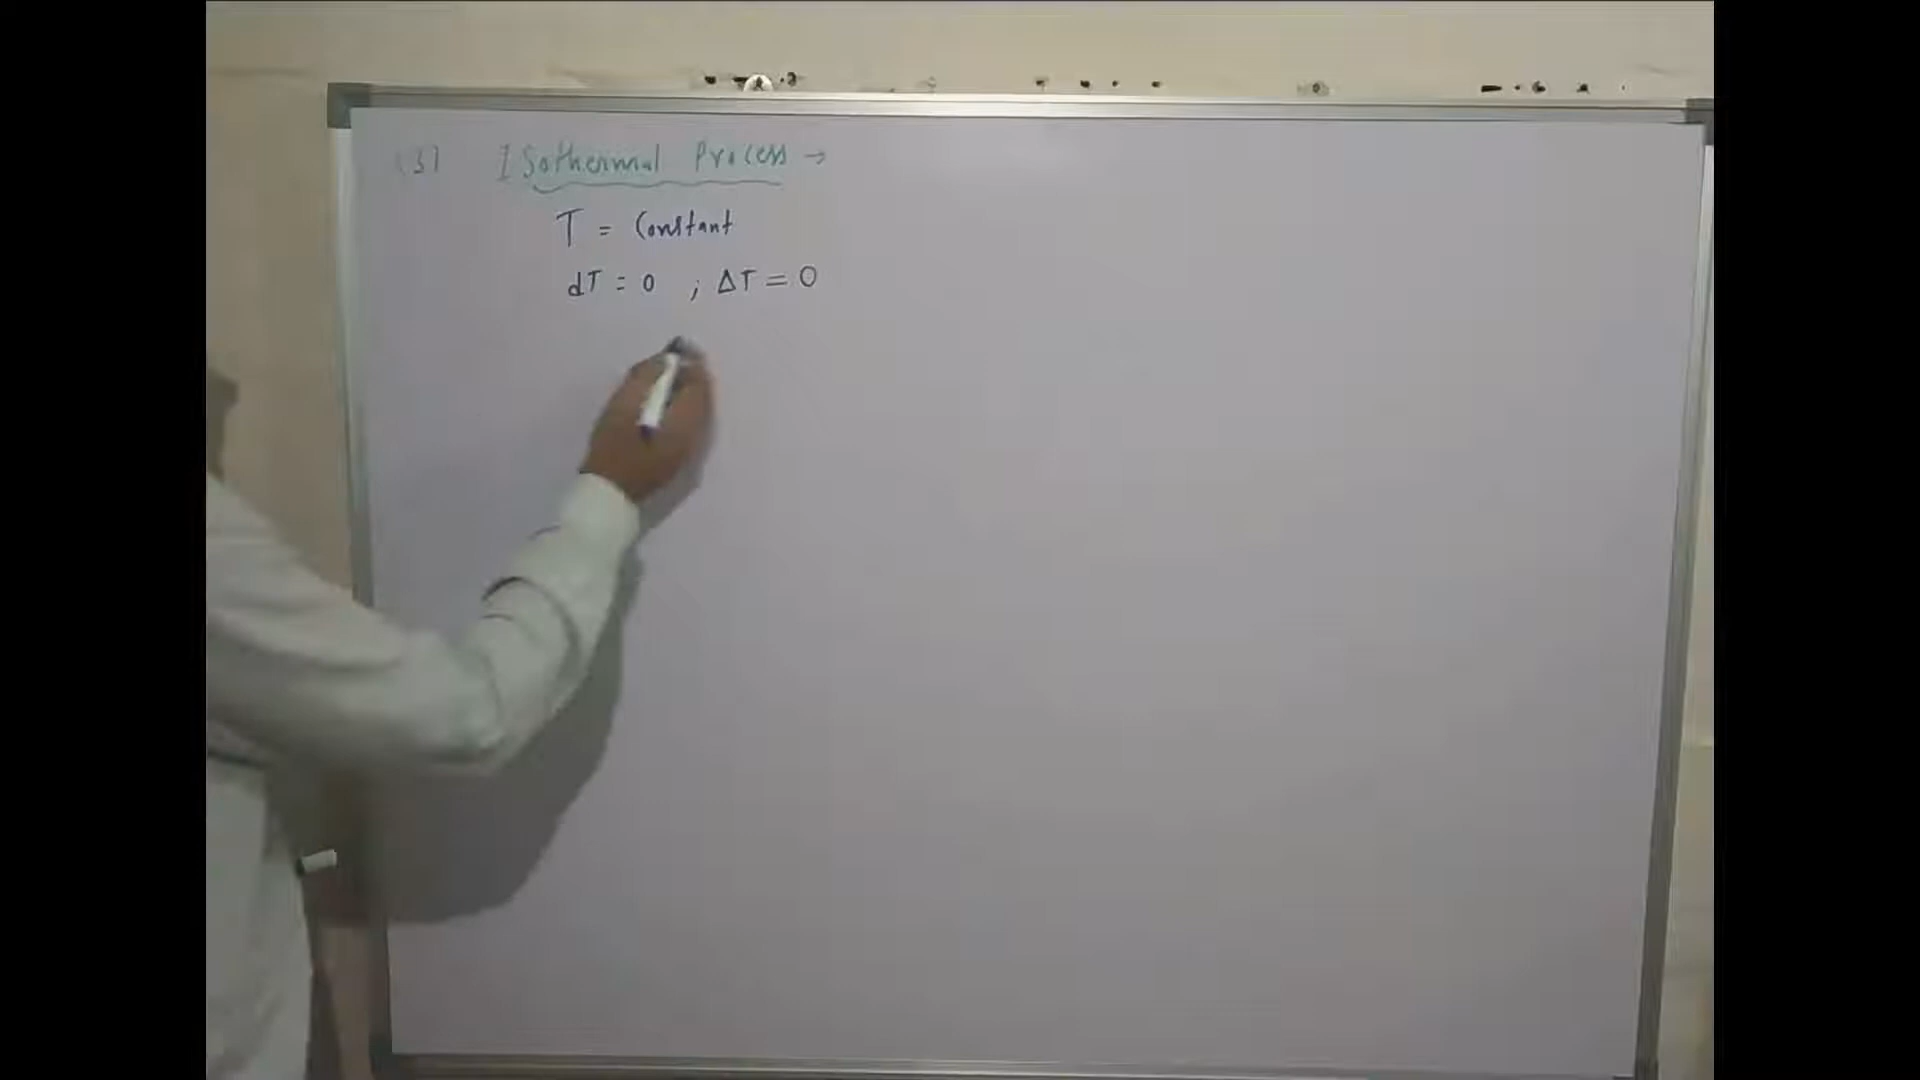 (3) Isothermal Process →
T = Constant
dT = 0 ; ΔT = 0